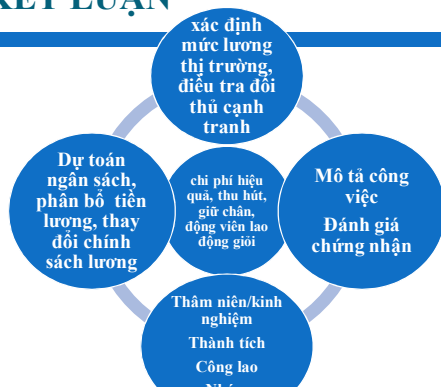 KẾT LUẬN
xác định
mức lương
thị trường,
điều tra đối
thủ cạnh
tranh
Dự toán
ngân sách,
phân bổ tiền
lương, thay
đổi chính
sách lương
chi phí hiệu
quả, thu hút,
giữ chân,
động viên lao
động giỏi
Mô tả công
việc
Đánh giá
chứng nhận
Thâm niên/kinh
nghiệm
Thành tích
Công lao